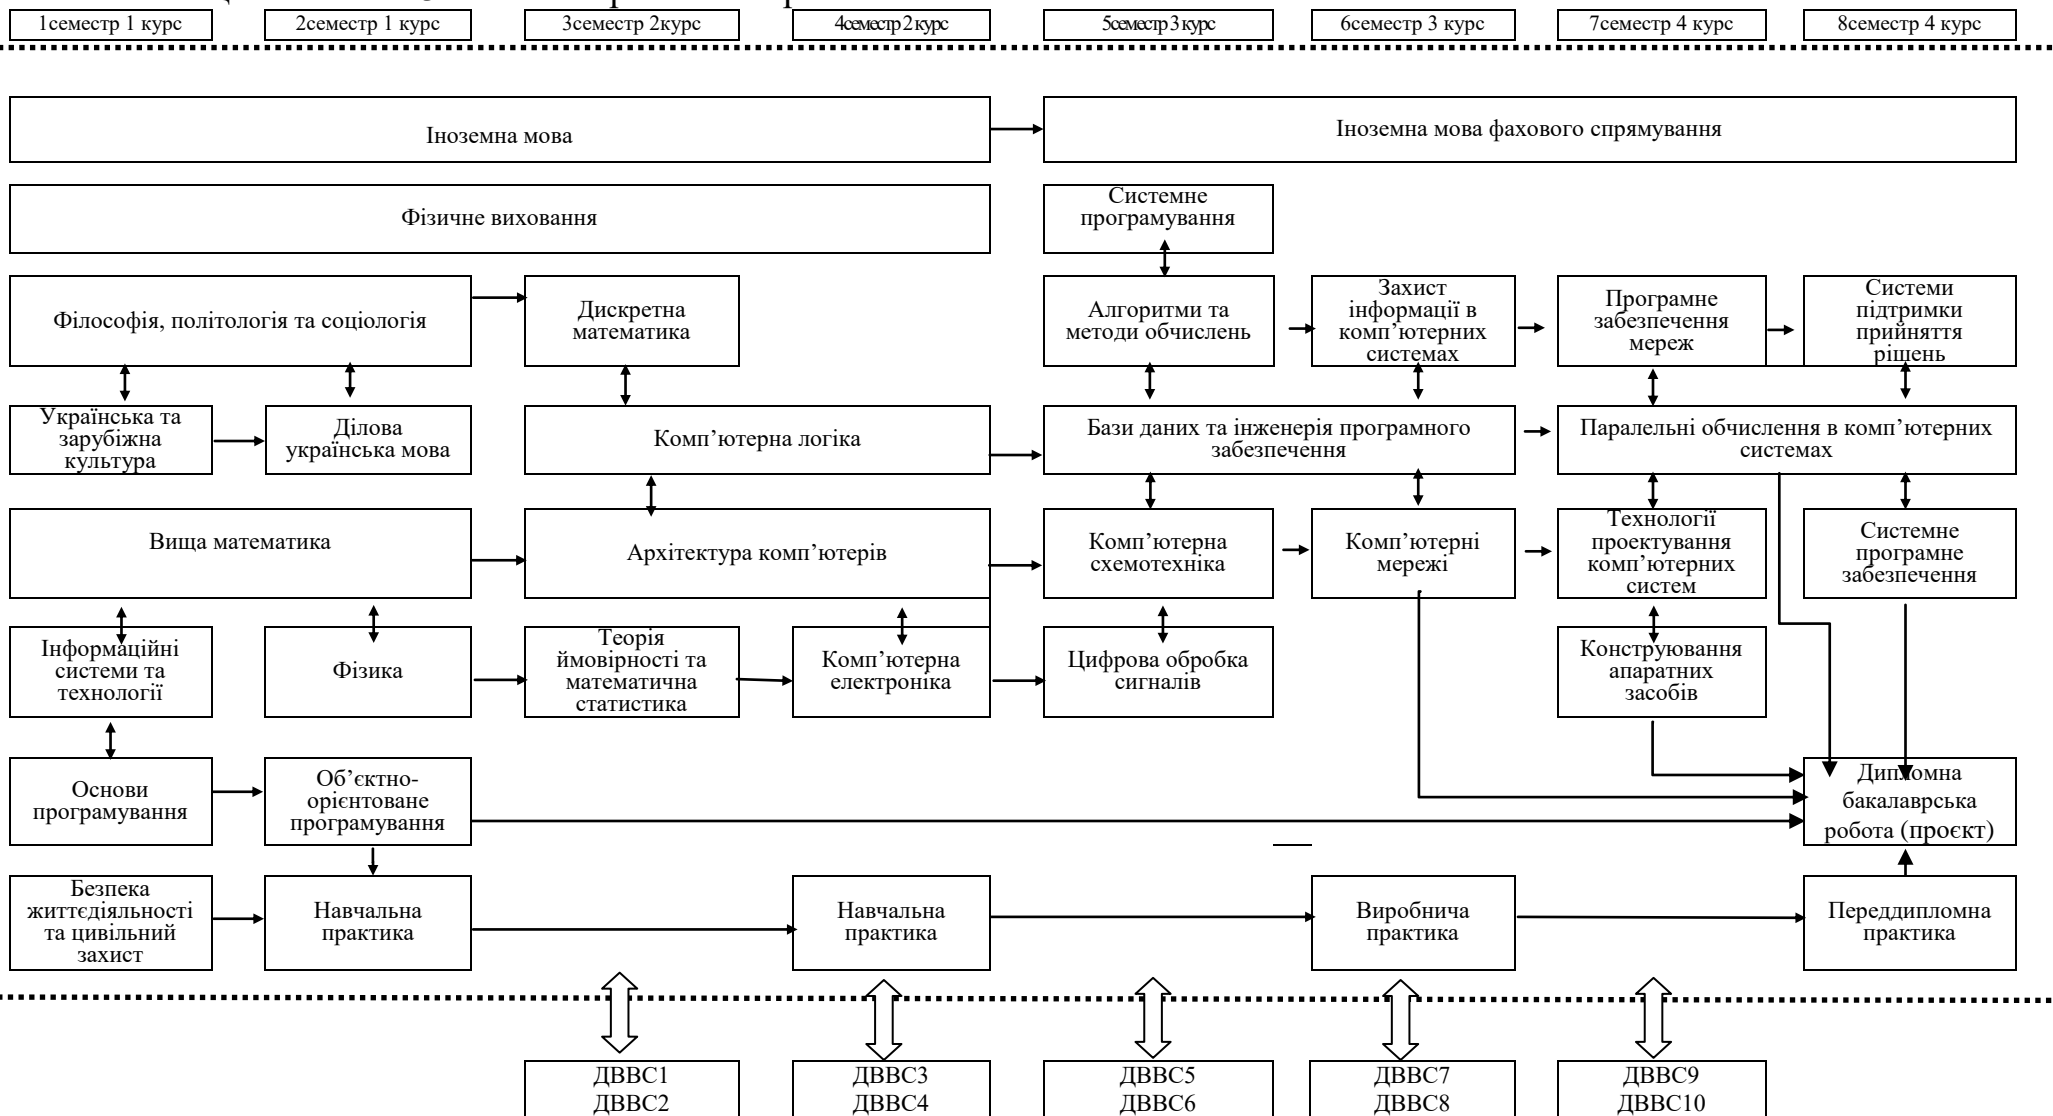 1семестр 1 курс
2семестр 1 курс
3семестр 2курс
4семестр 2 курс
5семестр 3 курс
6семестр 3 курс
7семестр 4 курс
8семестр 4 курс
Іноземна мова
Іноземна мова фахового спрямування
Фізичне виховання
Системне
програмування
Філософія, політологія та соціологія
Дискретна
математика
Алгоритми та
методи обчислень
Захист
інформації в
комп’ютерних
системах
Програмне
забезпечення
мереж
Системи
підтримки
прийняття
рішень
Українська та
зарубіжна
культура
Ділова
українська мова
Комп’ютерна логіка
Бази даних та інженерія програмного
забезпечення
Паралельні обчислення в комп’ютерних
системах
Вища математика
Архітектура комп’ютерів
Комп’ютерна
схемотехніка
Комп’ютерні
мережі
Технології
проектування
комп’ютерних
систем
Системне
програмне
забезпечення
Інформаційні
системи та
технології
Фізика
Теорія
ймовірності та
математична
статистика
Комп’ютерна
електроніка
Цифрова обробка
сигналів
Конструювання
апаратних
засобів
Основи
програмування
Об’єктно-
орієнтоване
програмування
Дипломна
бакалаврська
робота (проєкт)
Безпека
життєдіяльності
та цивільний
захист
Навчальна
практика
Навчальна
практика
Виробнича
практика
Переддипломна
практика
ДВВС1
ДВВС2
ДВВС3
ДВВС4
ДВВС5
ДВВС6
ДВВС7
ДВВС8
ДВВС9
ДВВС10